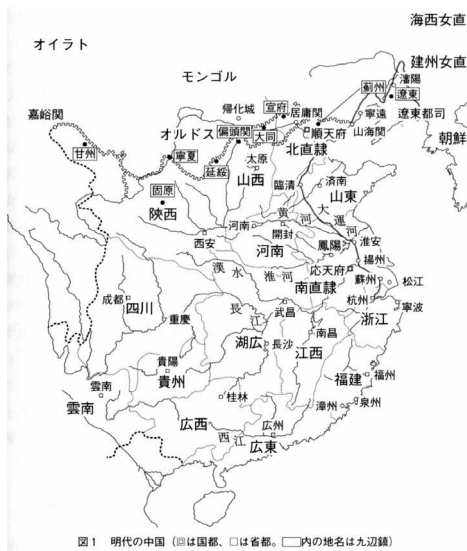 海西女直
オイラト
建州女直
モンゴル
瀋陽
薊州
遼東
宣府
帰化城
居庸関
嘉峪関
寧遠
遼東都司
オルドス
偏頭関
大同
順天府
山海関
朝鮮
甘州
寧夏
延綏
太原
北直隷
固原
山西
臨清
済南
山東
陝西
黄河
大運河
西安
河南
開封
河南
鳳陽
淮安
漢水
淮河
応天府
揚州
南直隷
蘇州
松江
成都
四川
長江
武昌
杭州
寧波
重慶
浙江
湖広
長沙
南昌
江西
貴陽
貴州
福建
福州
雲南
雲南
桂林
泉州
漳州
広西
広州
西江
広東
図1 明代の中国（回は国都、□は省都。▭内の地名は九辺鎮）